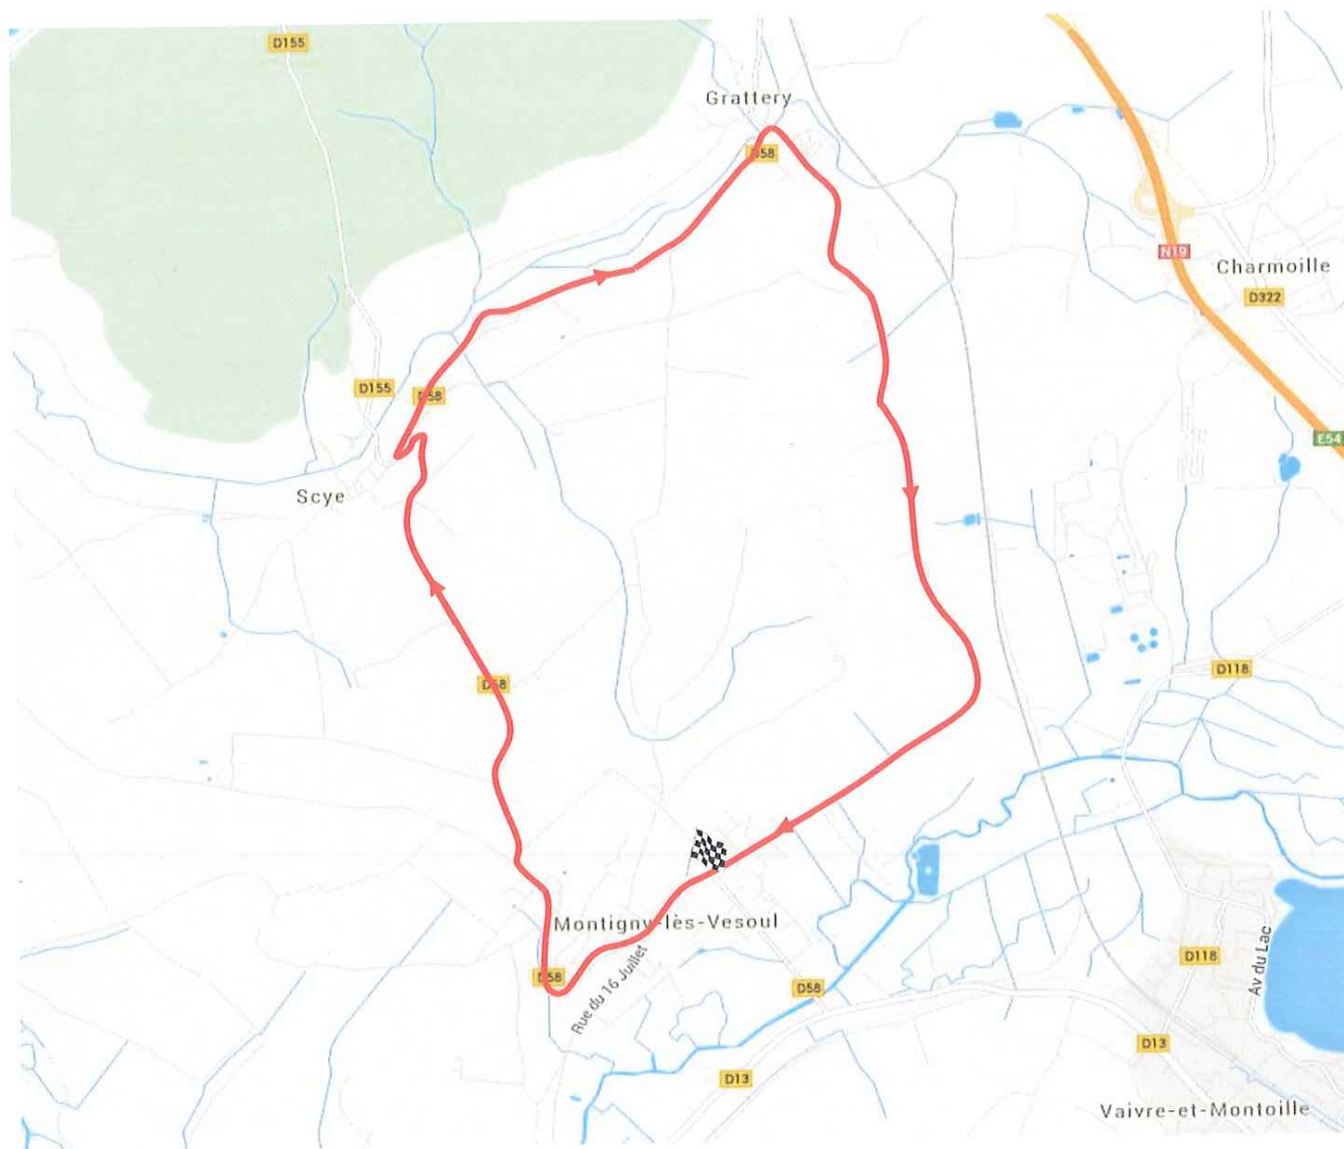 D155
Grattery
D58
N19
Charmoille
D322
D155
D58
E54
Scye
D58
D118
Montigny-lès-Vesoul
D58
Rue du 16 Juillet
D58
D118
Av du Lac
D13
D13
Vaivre-et-Montoille